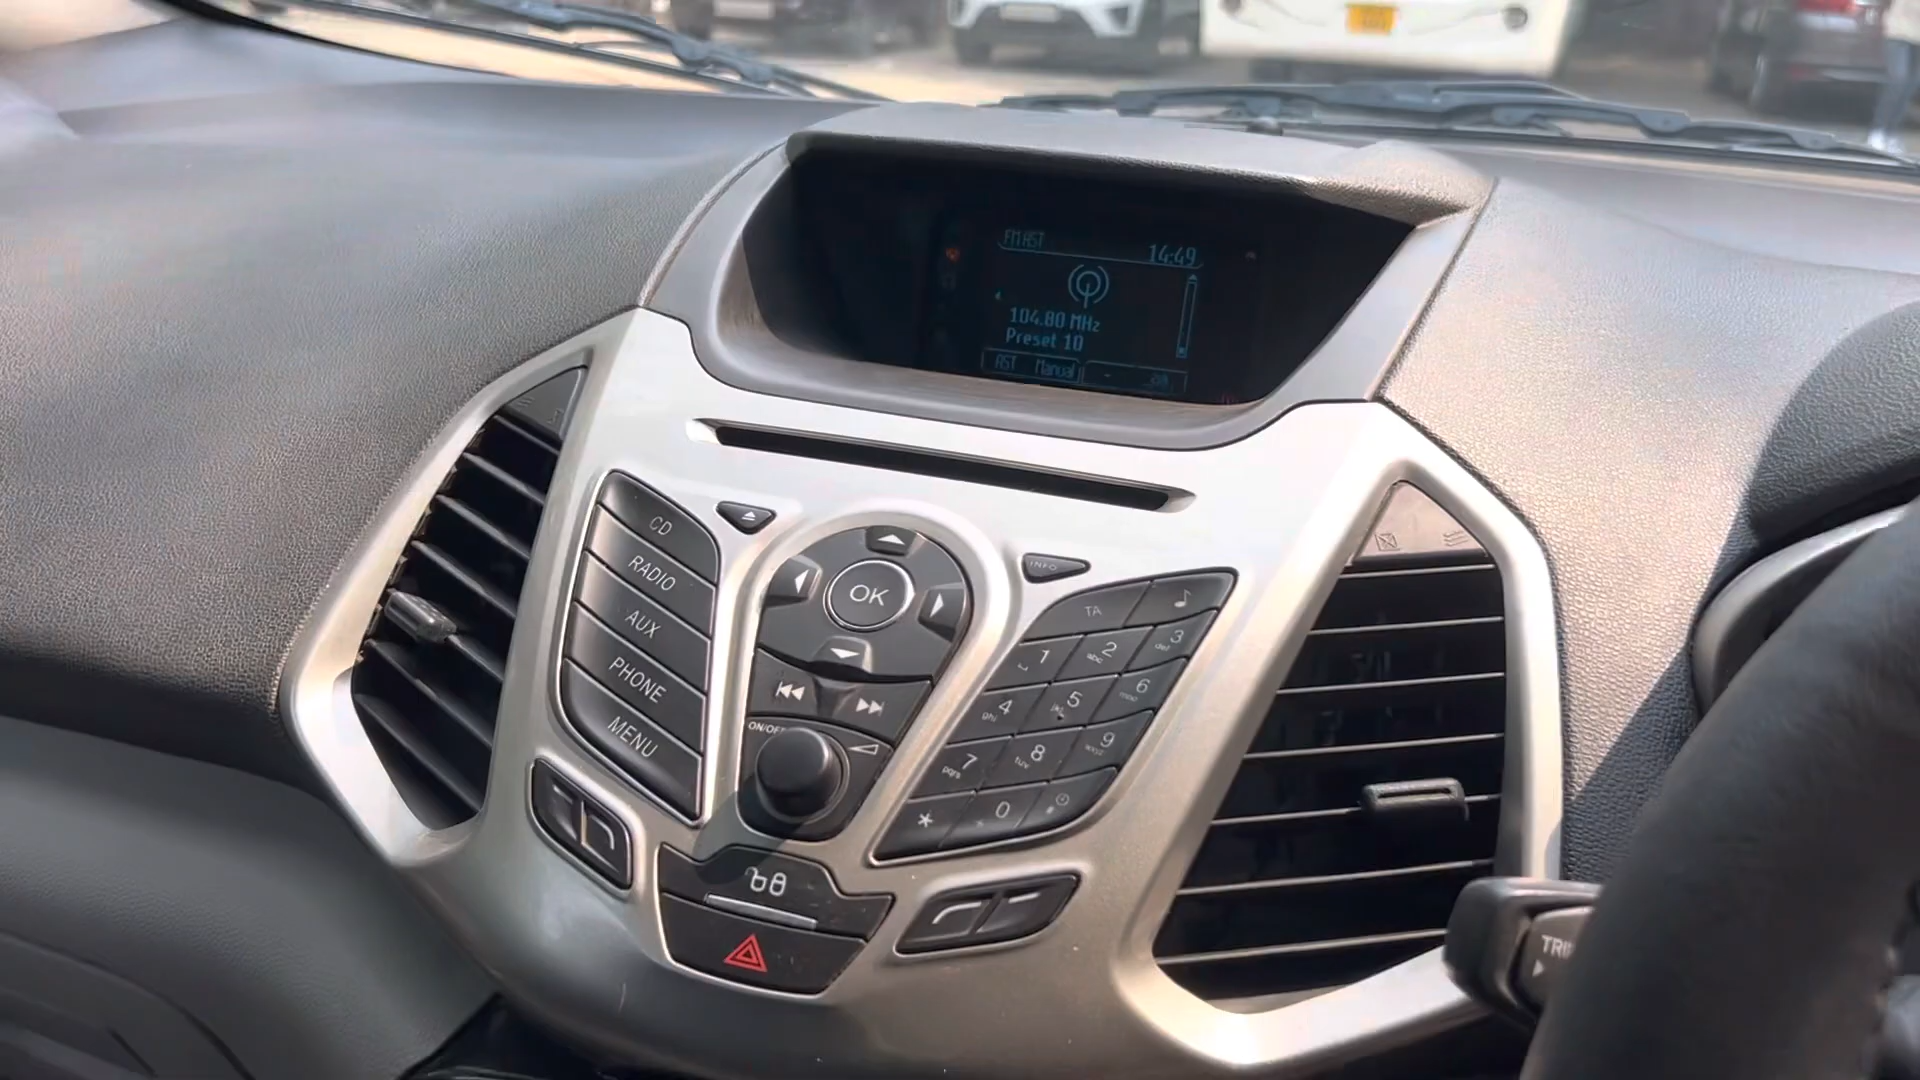 FM AST
14:49
104.80 MHz
Preset 10
AST Manual
CD
RADIO
AUX
PHONE
MENU
INFO
OK
ON/OFF
TA
1
2 abc
3 def
4 ghi
5 jkl
6 mno
7 pqrs
8 tuv
9 wxyz
* 0 #
TRI